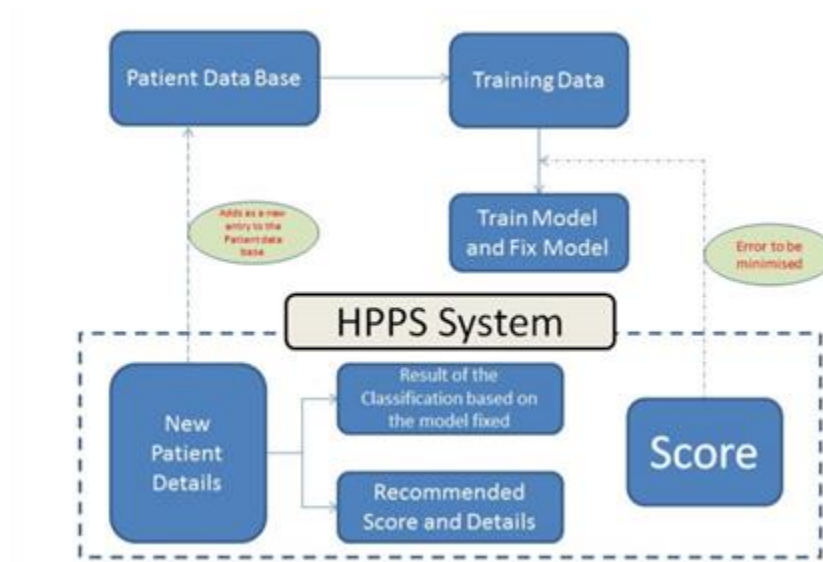 Patient Data Base
Training Data
Adds as a new
entry to the
Patient data
base
Train Model
and Fix Model
Error to be
minimised
HPPS System
New
Patient
Details
Result of the
Classification based on
the model fixed
Recommended
Score and Details
Score